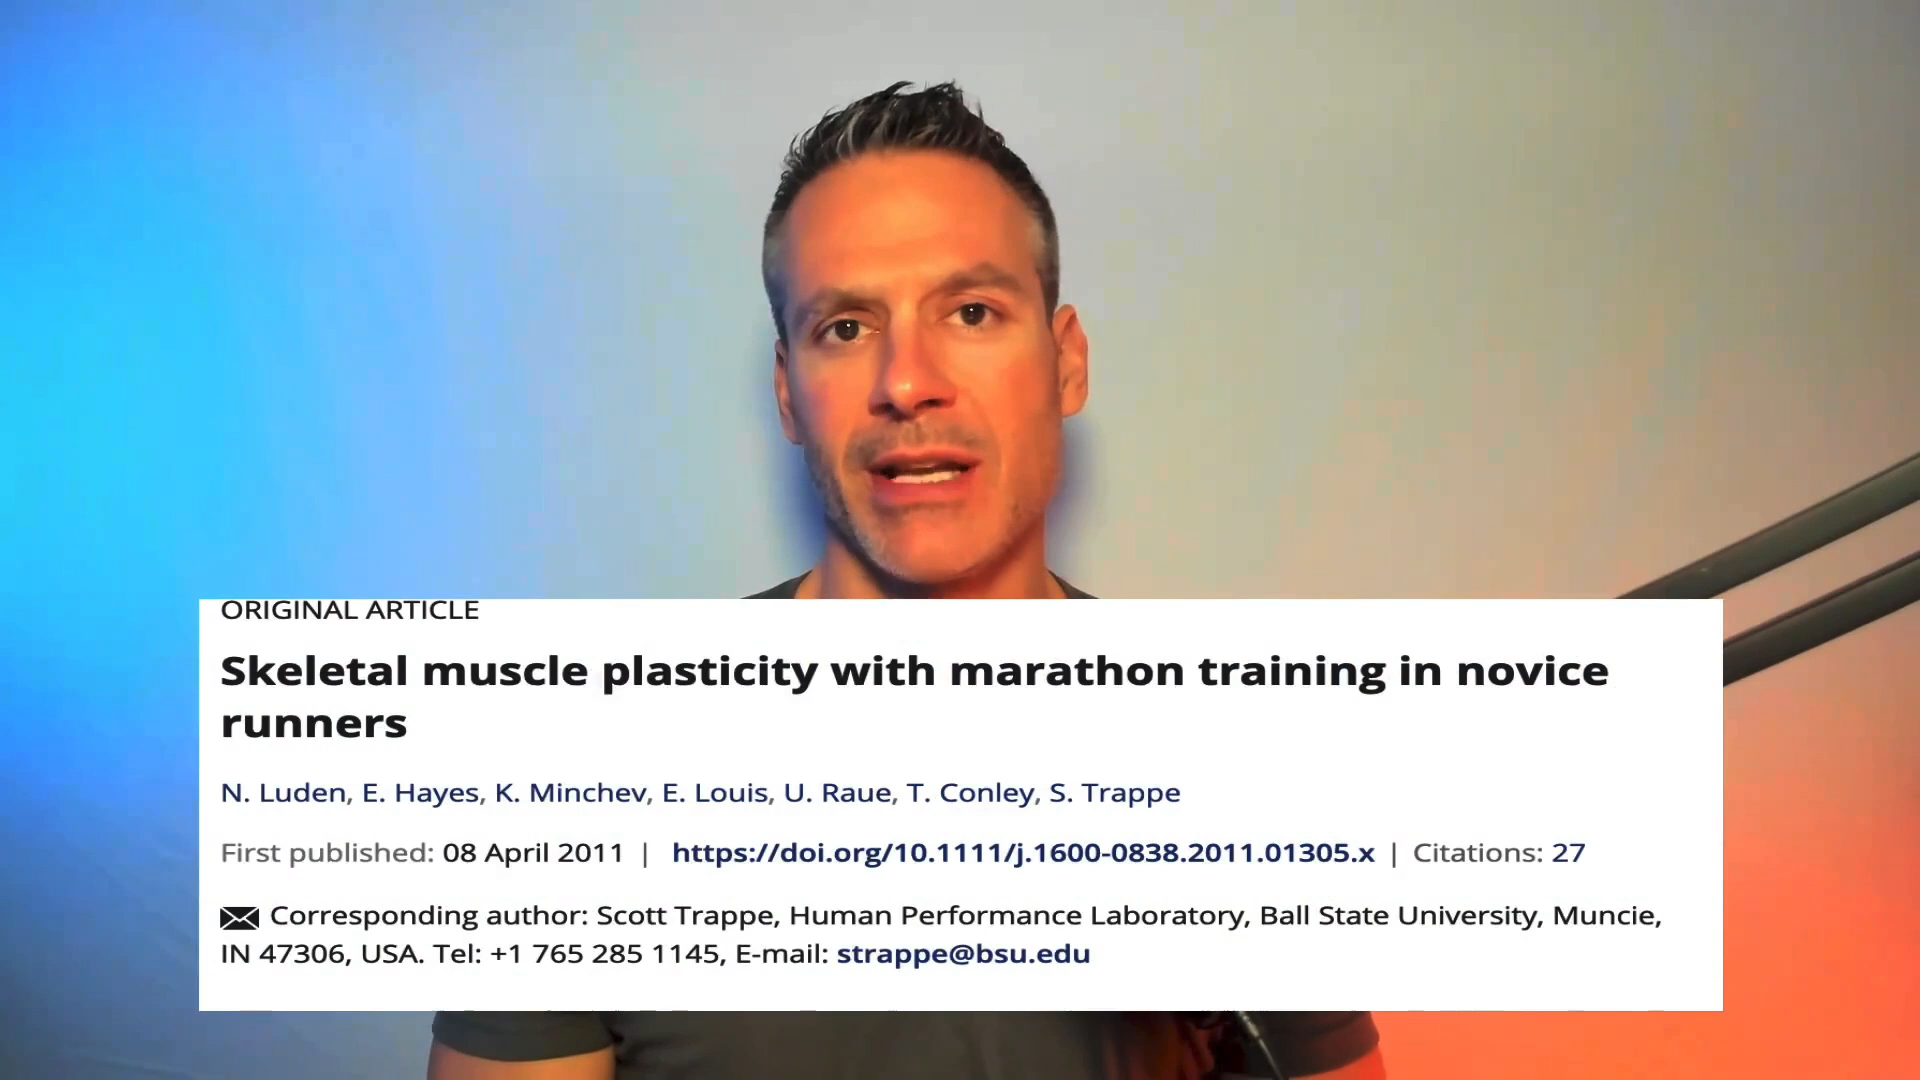 ORIGINAL ARTICLE
Skeletal muscle plasticity with marathon training in novice
runners
N. Luden, E. Hayes, K. Minchev, E. Louis, U. Raue, T. Conley, S. Trappe
First published: 08 April 2011 | https://doi.org/10.1111/j.1600-0838.2011.01305.x | Citations: 27
Corresponding author: Scott Trappe, Human Performance Laboratory, Ball State University, Muncie,
IN 47306, USA. Tel: +1 765 285 1145, E-mail: strappe@bsu.edu